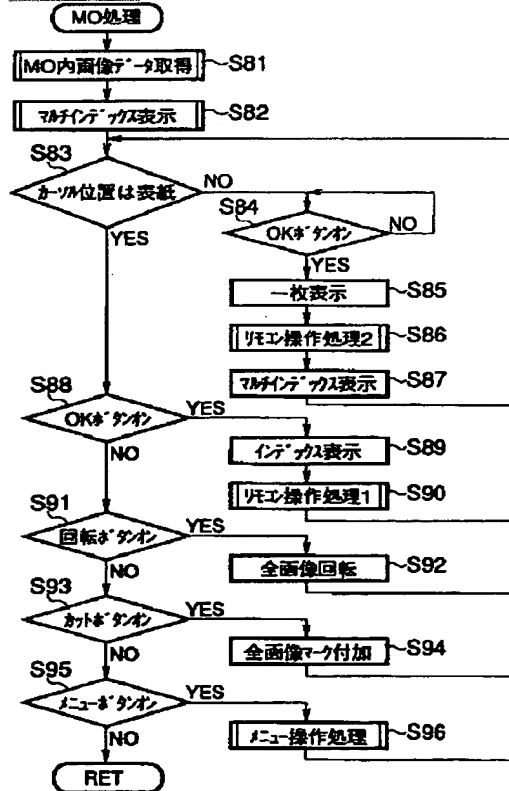 MO処理
MO内画像データ取得 S81
マルチインデックス表示 S82
S83
カーソル位置は表紙 NO
S84
OKボタンオン NO
YES
YES
一枚表示 S85
リモコン操作処理2 S86
マルチインデックス表示 S87
S88
OKボタンオン YES
インデックス表示 S89
NO
リモコン操作処理1 S90
S91
回転ボタンオン YES
全画像回転 S92
NO
S93
カットボタンオン YES
全画像マーク付加 S94
NO
S95
メニューボタンオン YES
メニュー操作処理 S96
NO
RET